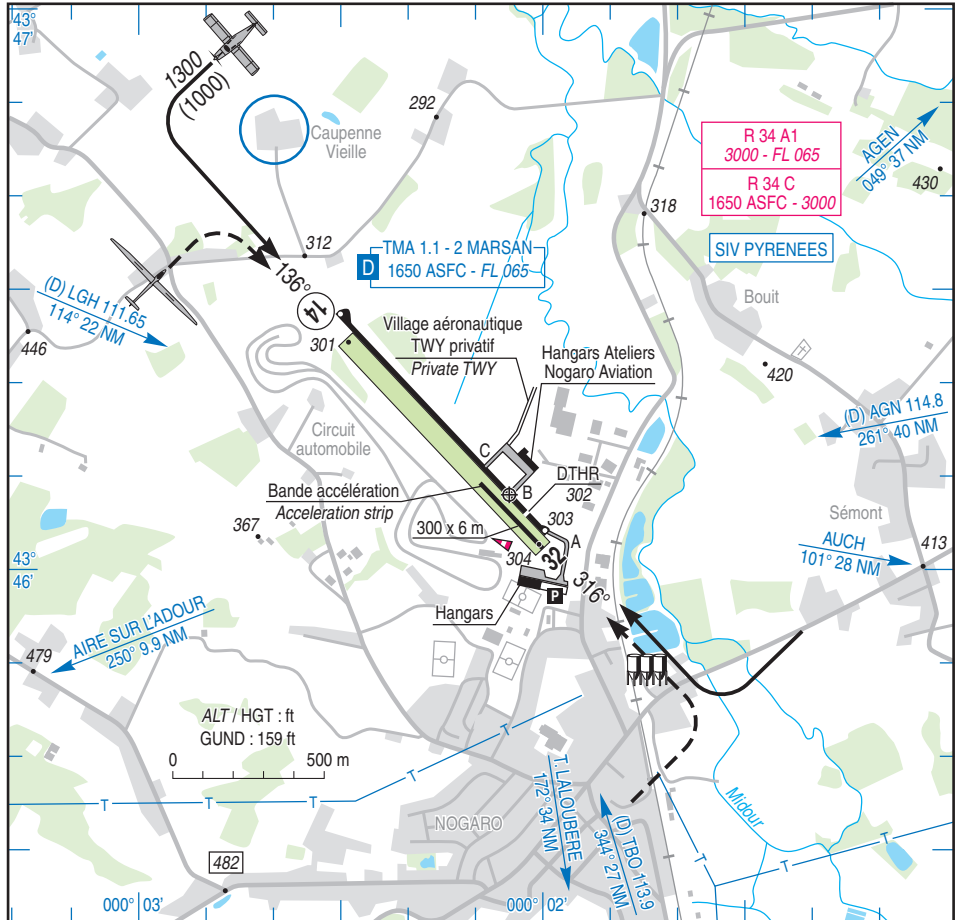 43°
47'
1300
(1000)
292
Caupenne
Vieille
R 34 A1
3000 - FL 065
R 34 C
1650 ASFC - 3000
AGEN
049° 37 NM
430
318
SIV PYRENEES
312
D
TMA 1.1 - 2 MARSAN
1650 ASFC - FL 065
136°
14
(D) LGH 111.65
114° 22 NM
446
301
Village aéronautique
TWY privatif
Private TWY
Hangars Ateliers
Nogaro Aviation
Bouit
420
(D) AGN 114.8
261° 40 NM
Circuit
automobile
C
B
DTHR
302
Bande accélération
Acceleration strip
300 x 6 m
303
A
304
32
316°
367
Sémont
413
AUCH
101° 28 NM
43°
46'
P
Hangars
AIRE SUR L'ADOUR
250° 9.9 NM
479
ALT / HGT : ft
GUND : 159 ft
0
500 m
T
T
T
T
T
T
T. LALOUBERE
172° 34 NM
(D) TBO 113.9
344° 27 NM
Midour
NOGARO
482
000° 03'
000° 02'